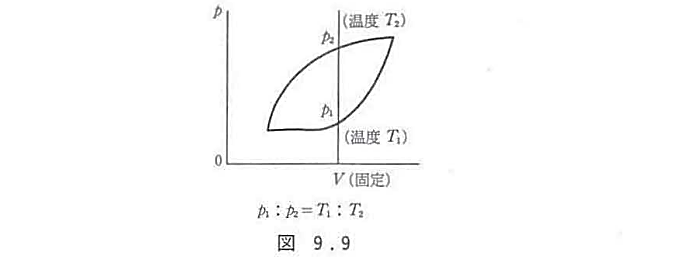 p
(温度 T₂)
p₂
p₁
(温度 T₁)
0
V (固定)
p₁ : p₂ = T₁ : T₂
図 9.9